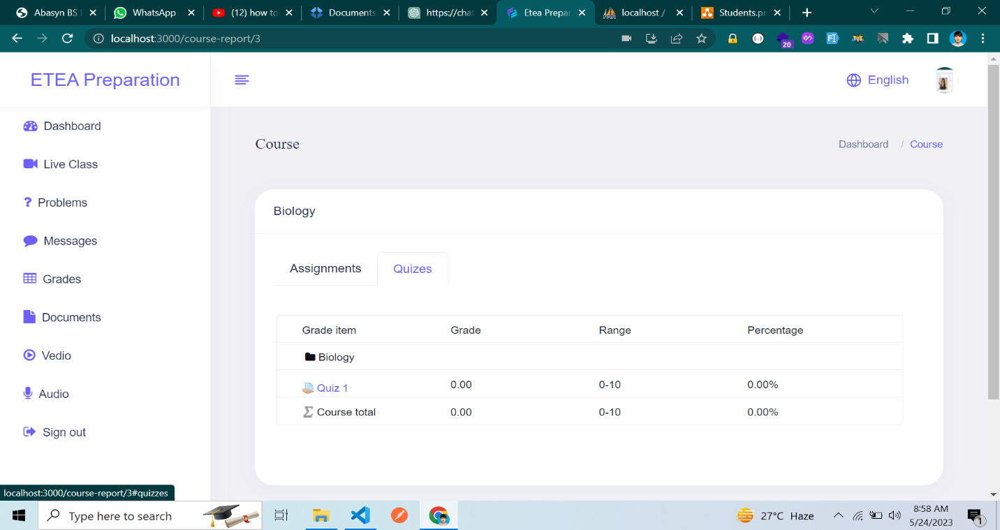 Abasyn BS
WhatsApp
(12) how to
Documents
https://chat
Etea Prepar
localhost /
Students.pr
localhost:3000/course-report/3
20
ETEA Preparation
English
Dashboard
Live Class
Problems
Messages
Grades
Documents
Vedio
Audio
Sign out
Course
Dashboard / Course
Biology
Assignments
Quizes
Grade item Grade Range Percentage
Biology
Quiz 1 0.00 0-10 0.00%
Course total 0.00 0-10 0.00%
localhost:3000/course-report/3#quizzes
Type here to search
27°C Haze
8:58 AM
5/24/2023
1